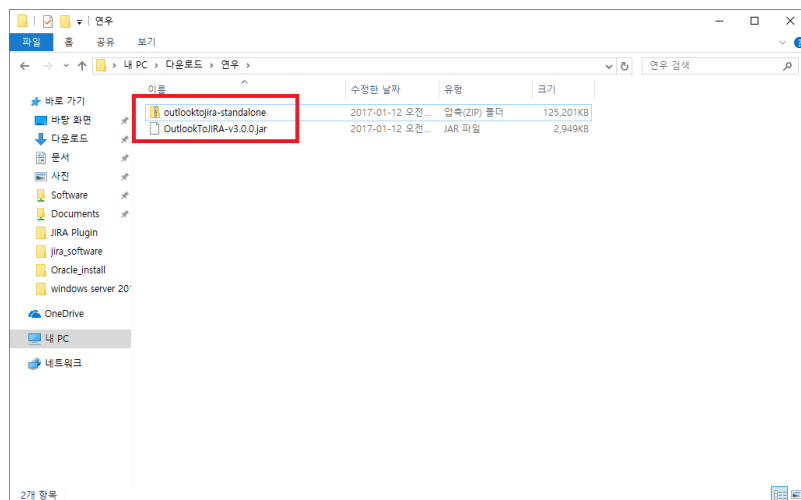 연우
파일 홈 공유 보기
내 PC > 다운로드 > 연우 >
연우 검색
이름 수정한 날짜 유형 크기
outlooktojira-standalone 2017-01-12 오전... 압축(ZIP) 폴더 125,201KB
OutlookToJIRA-v3.0.0.jar 2017-01-12 오전... JAR 파일 2,949KB
바로 가기
바탕 화면
다운로드
문서
사진
Software
Documents
JIRA Plugin
jira_software
Oracle_install
windows server 20
OneDrive
내 PC
네트워크
2개 항목